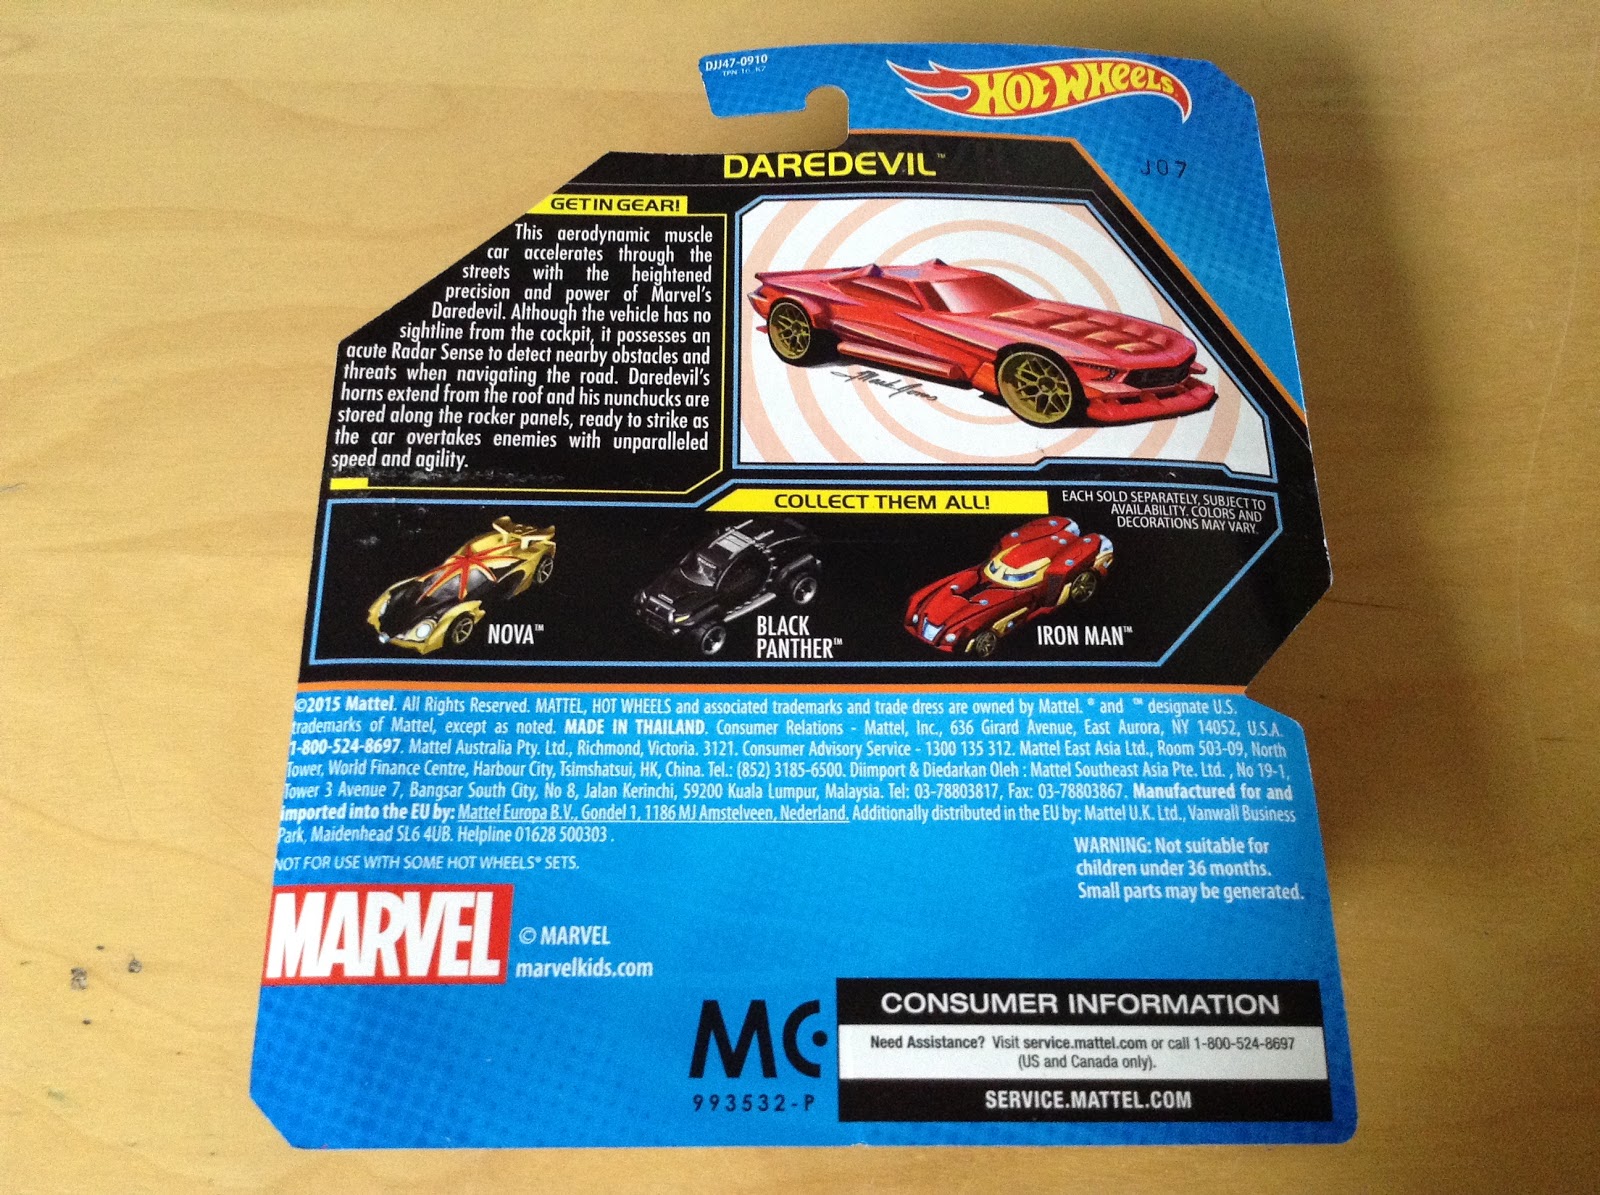 DJJ47-0910
HOT WHEELS
J07
DAREDEVIL™
GET IN GEAR!
This aerodynamic muscle
car accelerates through the
streets with the heightened
precision and power of Marvel's
Daredevil. Although the vehicle has no
sightline from the cockpit, it possesses an
acute Radar Sense to detect nearby obstacles and
threats when navigating the road. Daredevil's
horns extend from the roof and his nunchucks are
stored along the rocker panels, ready to strike as
the car overtakes enemies with unparalleled
speed and agility.
COLLECT THEM ALL!
EACH SOLD SEPARATELY, SUBJECT TO
AVAILABILITY. COLORS AND
DECORATIONS MAY VARY.
NOVA™
BLACK
PANTHER™
IRON MAN™
©2015 Mattel. All Rights Reserved. MATTEL, HOT WHEELS and associated trademarks and trade dress are owned by Mattel. ® and ™ designate U.S.
trademarks of Mattel, except as noted. MADE IN THAILAND. Consumer Relations - Mattel, Inc., 636 Girard Avenue, East Aurora, NY 14052, U.S.A.
1-800-524-8697. Mattel Australia Pty. Ltd., Richmond, Victoria. 3121. Consumer Advisory Service - 1300 135 312. Mattel East Asia Ltd., Room 503-09, North
Tower, World Finance Centre, Harbour City, Tsimshatsui, HK, China. Tel.: (852) 3185-6500. Diimport & Diedarkan Oleh : Mattel Southeast Asia Pte. Ltd. , No 19-1,
Tower 3 Avenue 7, Bangsar South City, No 8, Jalan Kerinchi, 59200 Kuala Lumpur, Malaysia. Tel: 03-78803817, Fax: 03-78803867. Manufactured for and
imported into the EU by: Mattel Europa B.V., Gondel 1, 1186 MJ Amstelveen, Nederland. Additionally distributed in the EU by: Mattel U.K. Ltd., Vanwall Business
Park, Maidenhead SL6 4UB. Helpline 01628 500303 .
NOT FOR USE WITH SOME HOT WHEELS® SETS.
WARNING: Not suitable for
children under 36 months.
Small parts may be generated.
MARVEL
© MARVEL
marvelkids.com
MC
993532-P
CONSUMER INFORMATION
Need Assistance? Visit service.mattel.com or call 1-800-524-8697
(US and Canada only).
SERVICE.MATTEL.COM